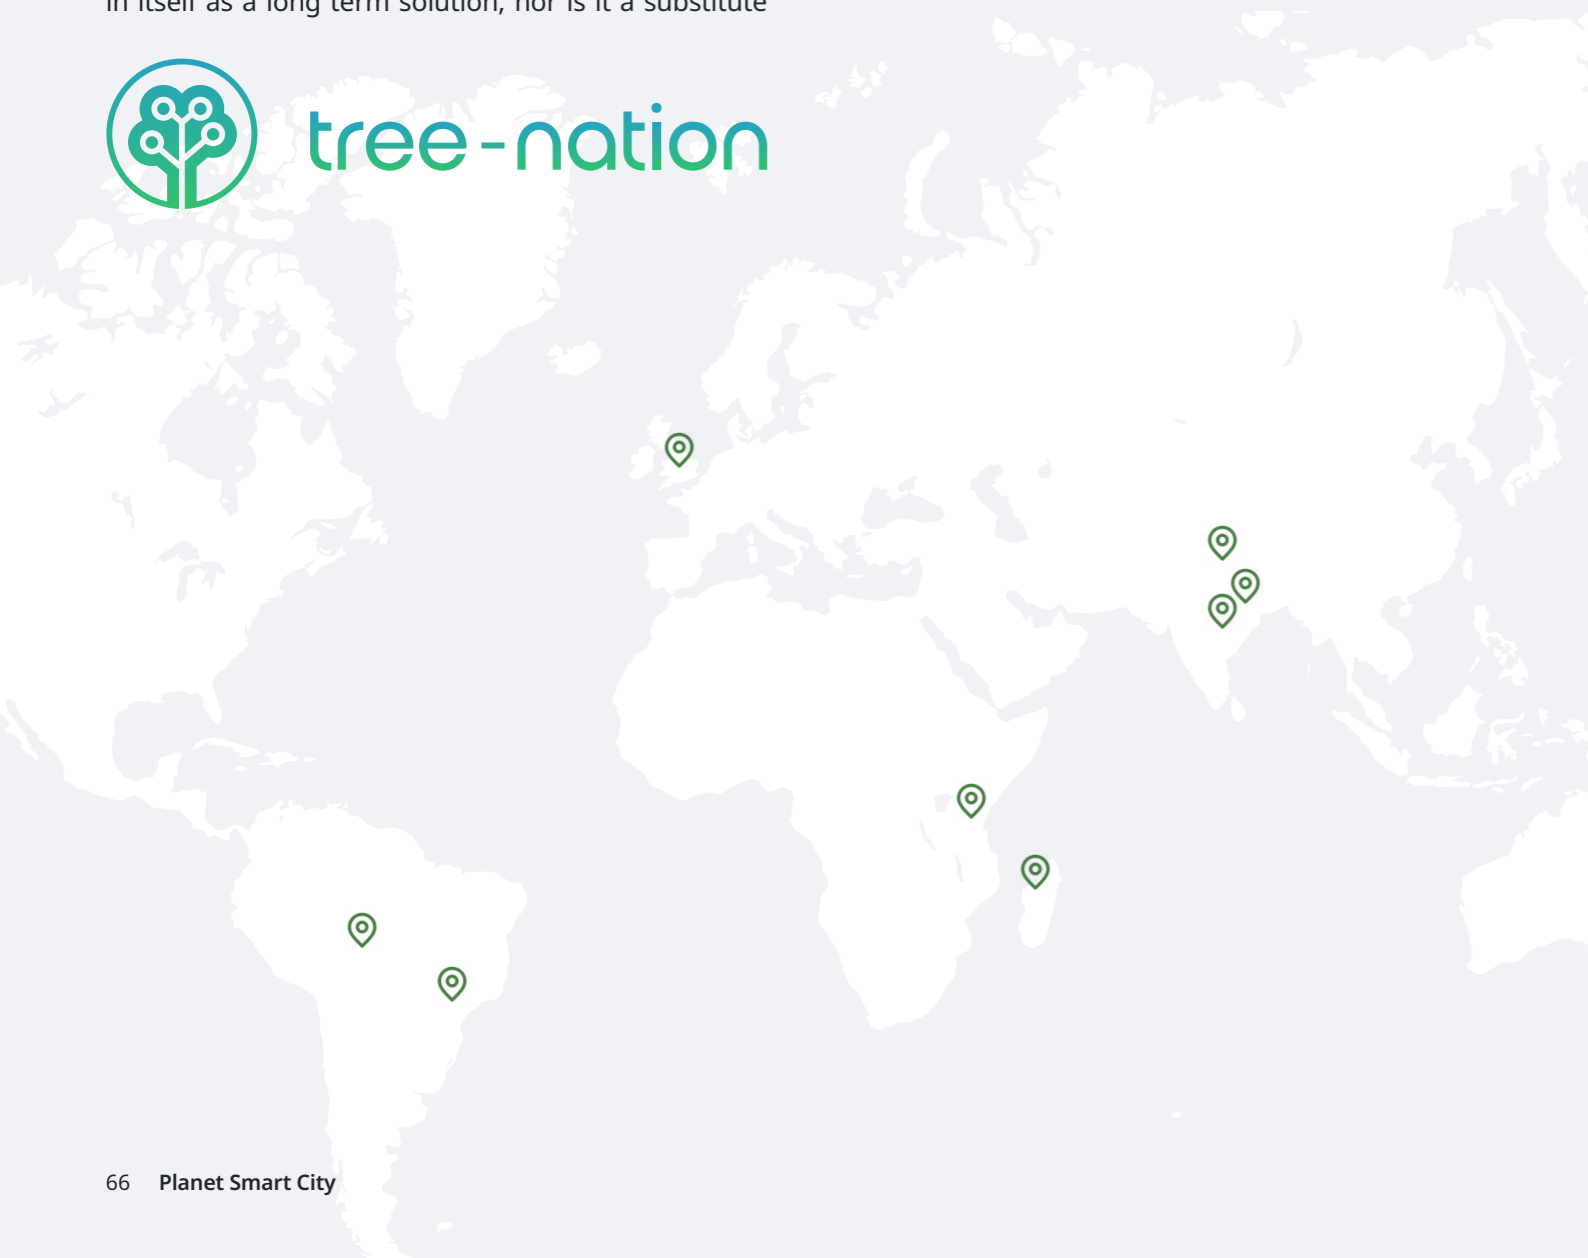 in itself as a long term solution, nor is it a substitute
tree-nation
66 Planet Smart City